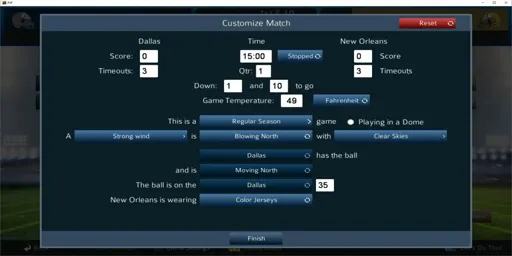 Customize Match
Reset
Dallas Time New Orleans
Score: 0 15:00 Stopped 0 Score
Timeouts: 3 Qtr: 1 3 Timeouts
Down: 1 and 10 to go
Game Temperature: 49 Fahrenheit
This is a Regular Season game Playing in a Dome
A Strong wind is Blowing North with Clear Skies
Dallas has the ball
and is Moving North
The ball is on the Dallas 35
New Orleans is wearing Color Jerseys
Finish